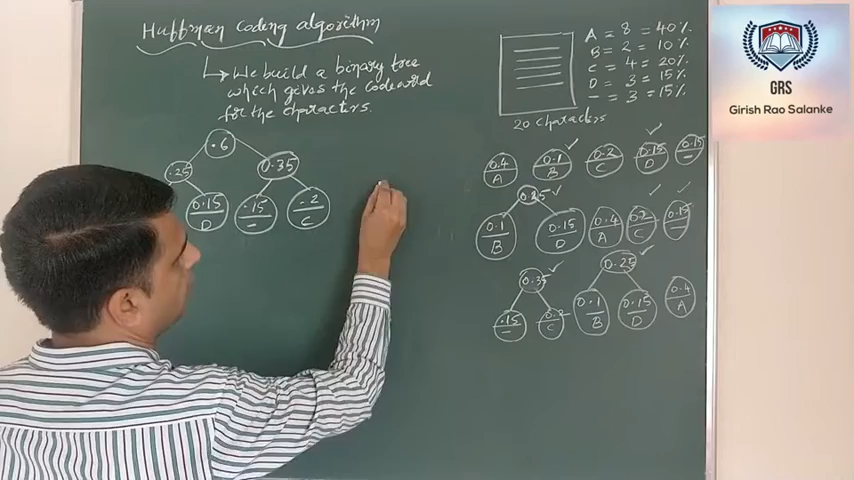 Huffman Coding algorithm
We build a binary tree
which gives the codeword
for the characters.
.6
.25
0.35
0.15
D
.15
-
.2
C
A = 8 = 40%
B = 2 = 10%
C = 4 = 20%
D = 3 = 15%
- = 3 = 15%
20 characters
0.4 0.1 0.2 0.15 0.15
A B C D -
0.25
0.1 0.15 0.4 0.2 0.15
B D A C -
0.35 0.25
.15 0.2 0.1 0.15 0.4
- C B D A
GRS
Girish Rao Salanke